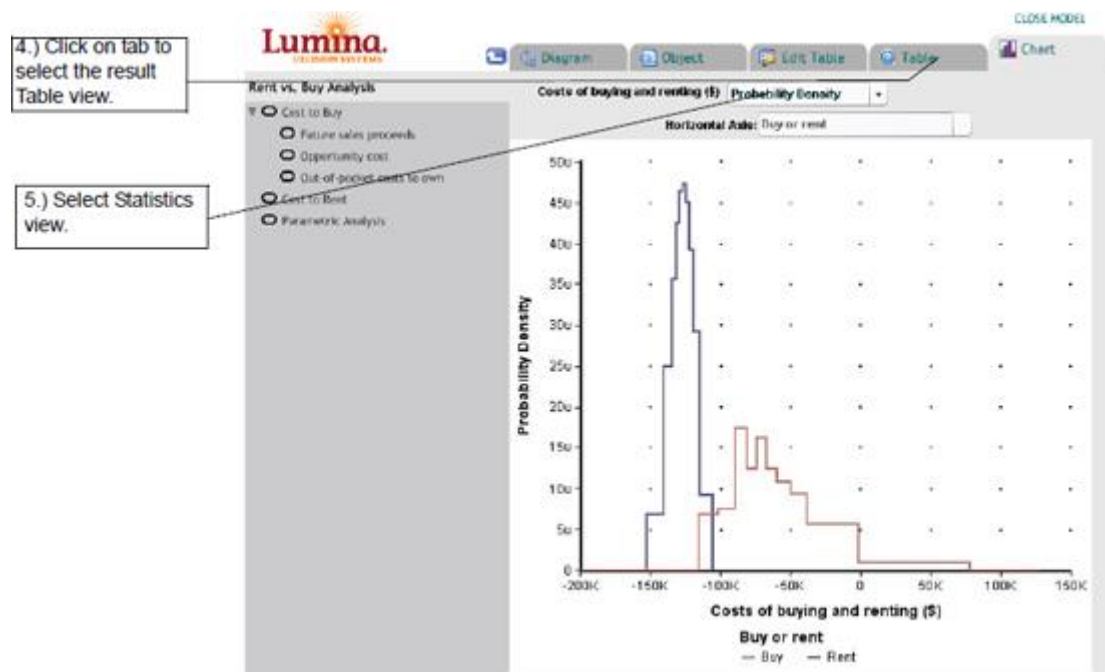 CLOSE MODEL
4.) Click on tab to
select the result
Table view.
Lumina.
DECISION SYSTEMS
Diagram
Object
Edit Table
Table
Chart
Rent vs. Buy Analysis
Costs of buying and renting ($) Probability Density
Horizontal Axis: Buy or rent
Cost to Buy
Future sales proceeds
Opportunity cost
Out-of-pocket costs to own
Cost to Rent
Parametric Analysis
5.) Select Statistics
view.
Probability Density
50u
45u
40u
35u
30u
25u
20u
15u
10u
5u
0
-200K -150K -100K -50K 0 50K 100K 150K
Costs of buying and renting ($)
Buy or rent
Buy Rent